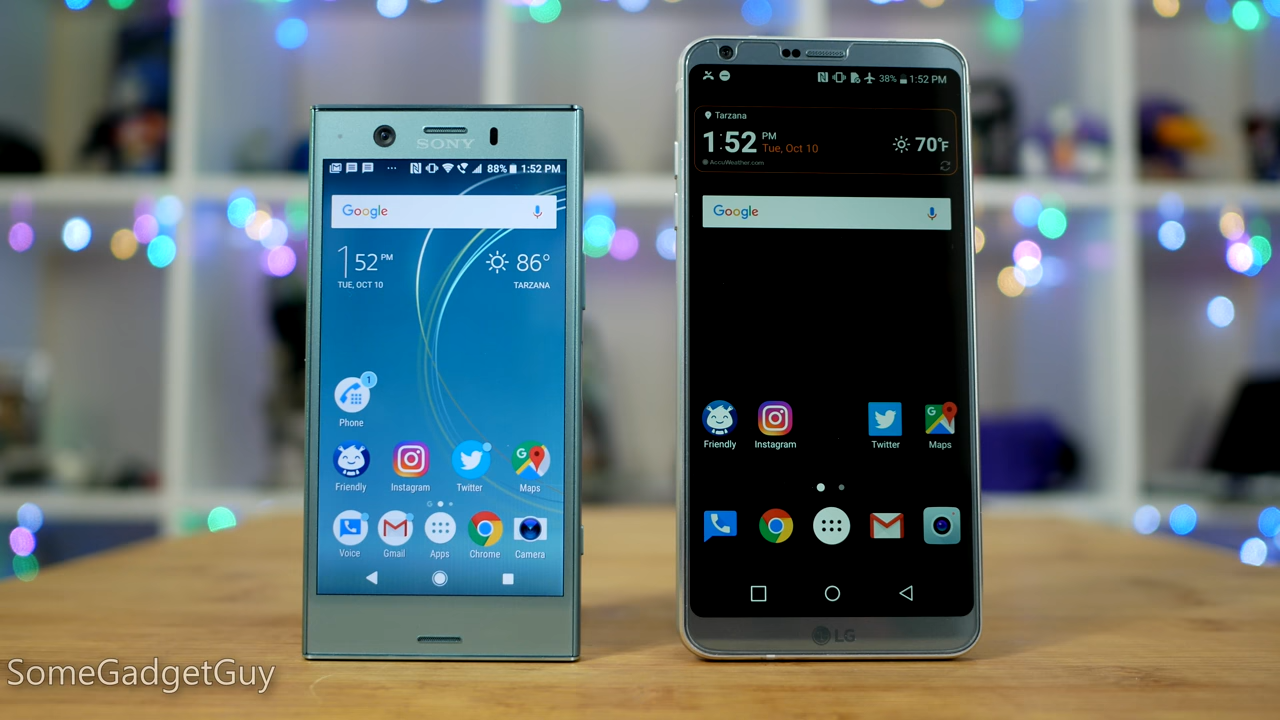 SONY
88% 1:52 PM
Google
1 52 PM
86°
TUE, OCT 10
TARZANA
1
Phone
Friendly
Instagram
Twitter
Maps
Voice
Gmail
Apps
Chrome
Camera
38% 1:52 PM
Tarzana
1:52 PM
Tue, Oct 10
70°F
AccuWeather.com
Google
Friendly
Instagram
Twitter
Maps
LG
SomeGadgetGuy